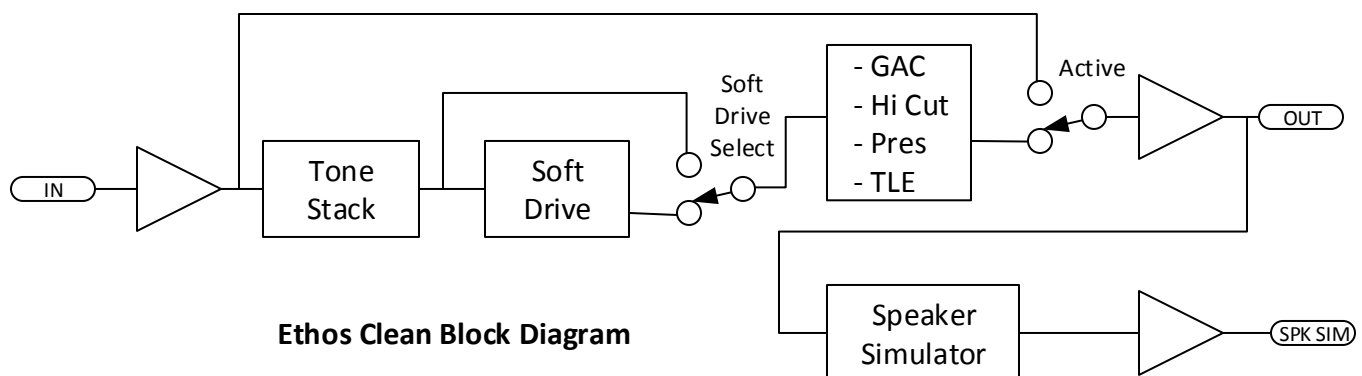 - GAC
- Hi Cut
- Pres
- TLE
Active
Soft
Drive
Select
OUT
IN
Tone
Stack
Soft
Drive
Ethos Clean Block Diagram
Speaker
Simulator
SPK SIM